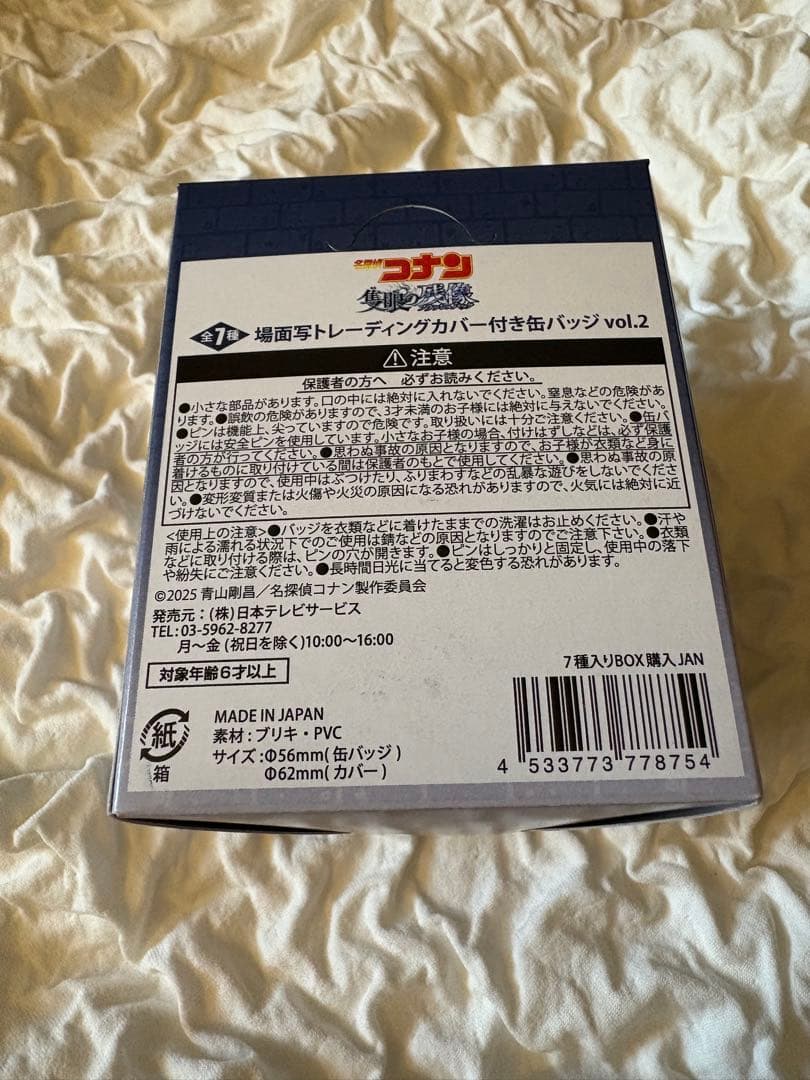 名探偵コナン
隻眼の残像
全7種 場面写トレーディングカバー付き缶バッジ vol.2
⚠注意
保護者の方へ 必ずお読みください。
●小さな部品があります。口の中には絶対に入れないでください。窒息などの危険があ
ります。●誤飲の危険がありますので、3才未満のお子様には絶対に与えないでください。
●ピンは機能上、尖っていますので危険です。取り扱いには十分ご注意ください。●缶バ
ッジには安全ピンを使用しています。小さなお子様の場合、付けはずしなどは、必ず保護
者の方が行ってください。●思わぬ事故の原因となりますので、お子様が衣類など身に
着けるものに取り付けている間は保護者のもとで使用してください。●思わぬ事故の原
因となりますので、使用中はぶつけたり、ふりまわすなどの乱暴な遊びをしないでくださ
い。●変形変質または火傷や火災の原因になる恐れがありますので、火気には絶対に近
づけないでください。
<使用上の注意>●バッジを衣類などに着けたままでの洗濯はお止めください。●汗や
雨による濡れる状況下でのご使用は錆などの原因となりますのでご注意下さい。●衣類
などに取り付ける際は、ピンの穴が開きます。●ピンはしっかりと固定し、使用中の落下
や紛失にご注意ください。●長時間日光に当てると変色する恐れがあります。
©2025 青山剛昌/名探偵コナン製作委員会
発売元:(株)日本テレビサービス
TEL:03-5962-8277
月〜金(祝日を除く)10:00〜16:00
対象年齢6才以上
7種入りBOX購入JAN
紙
箱
MADE IN JAPAN
素材:ブリキ・PVC
サイズ:Φ56mm(缶バッジ)
Φ62mm(カバー)
4 533773 778754